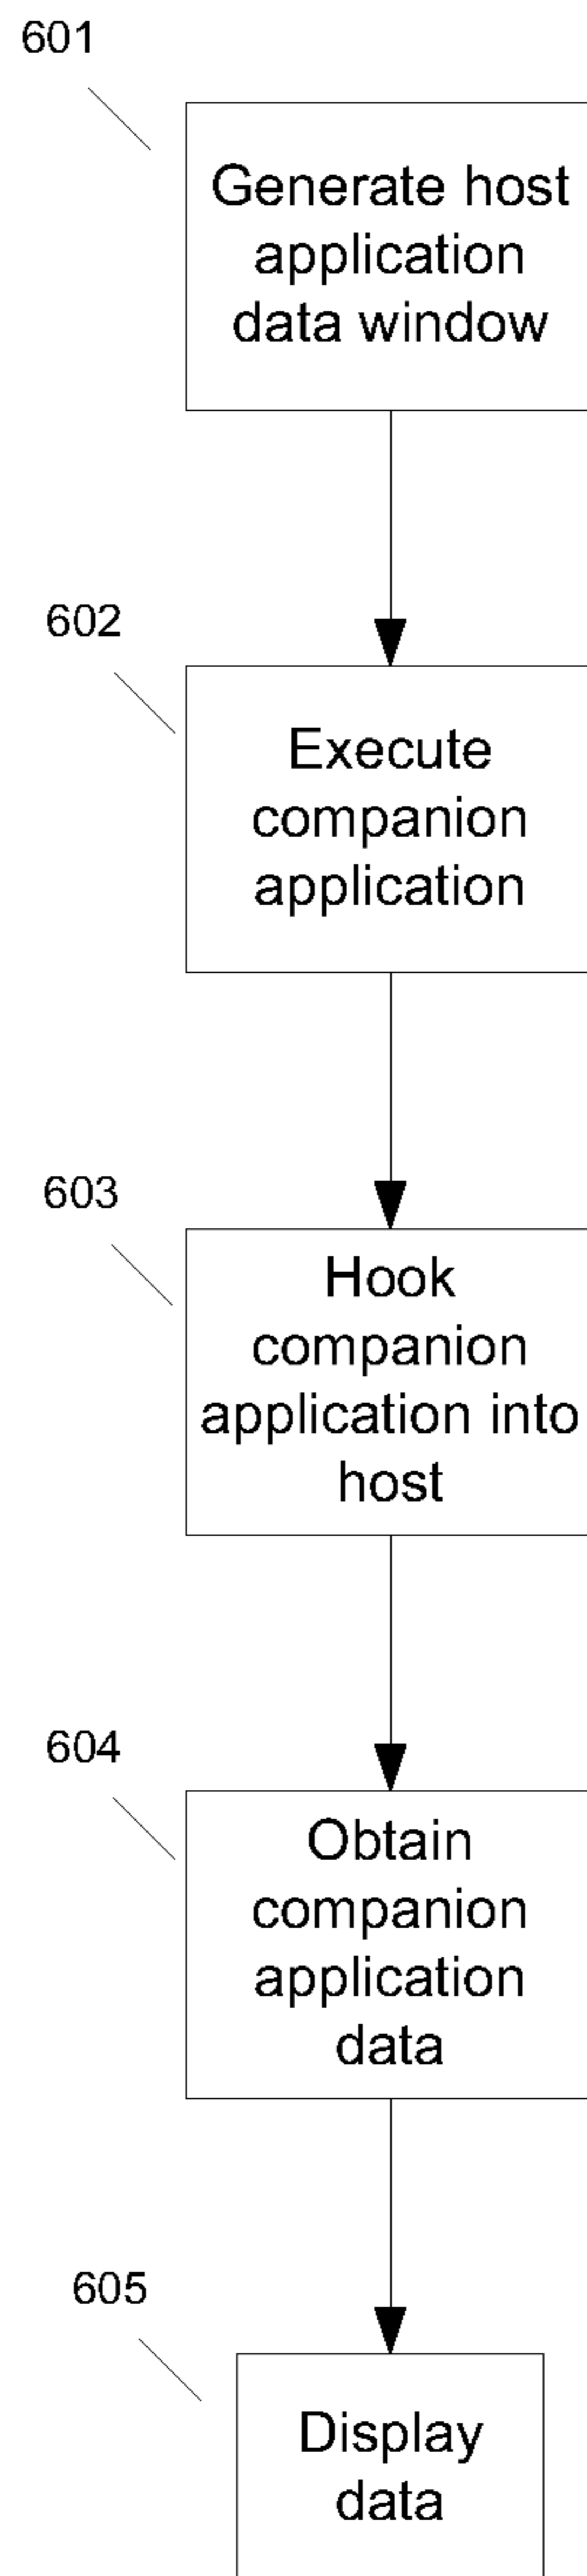 601
Generate host
application
data window
602
Execute
companion
application
603
Hook
companion
application into
host
604
Obtain
companion
application
data
605
Display
data